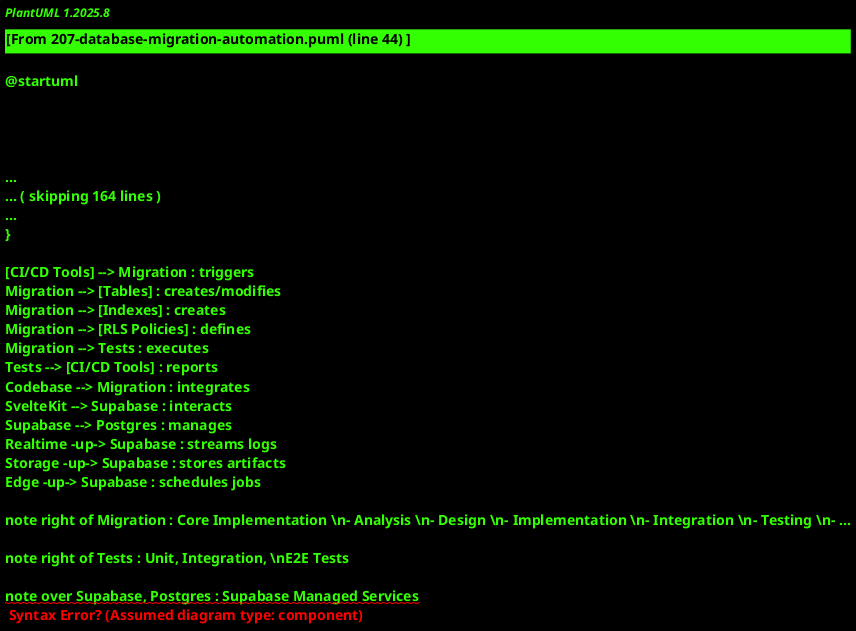 PlantUML 1.2025.8
[From 207-database-migration-automation.puml (line 44) ]
@startuml
...
... ( skipping 164 lines )
...
}
[CI/CD Tools] --> Migration : triggers
Migration --> [Tables] : creates/modifies
Migration --> [Indexes] : creates
Migration --> [RLS Policies] : defines
Migration --> Tests : executes
Tests --> [CI/CD Tools] : reports
Codebase --> Migration : integrates
SvelteKit --> Supabase : interacts
Supabase --> Postgres : manages
Realtime -up-> Supabase : streams logs
Storage -up-> Supabase : stores artifacts
Edge -up-> Supabase : schedules jobs
note right of Migration : Core Implementation \n- Analysis \n- Design \n- Implementation \n- Integration \n- Testing \n- ...
note right of Tests : Unit, Integration, \nE2E Tests
note over Supabase, Postgres : Supabase Managed Services
Syntax Error? (Assumed diagram type: component)